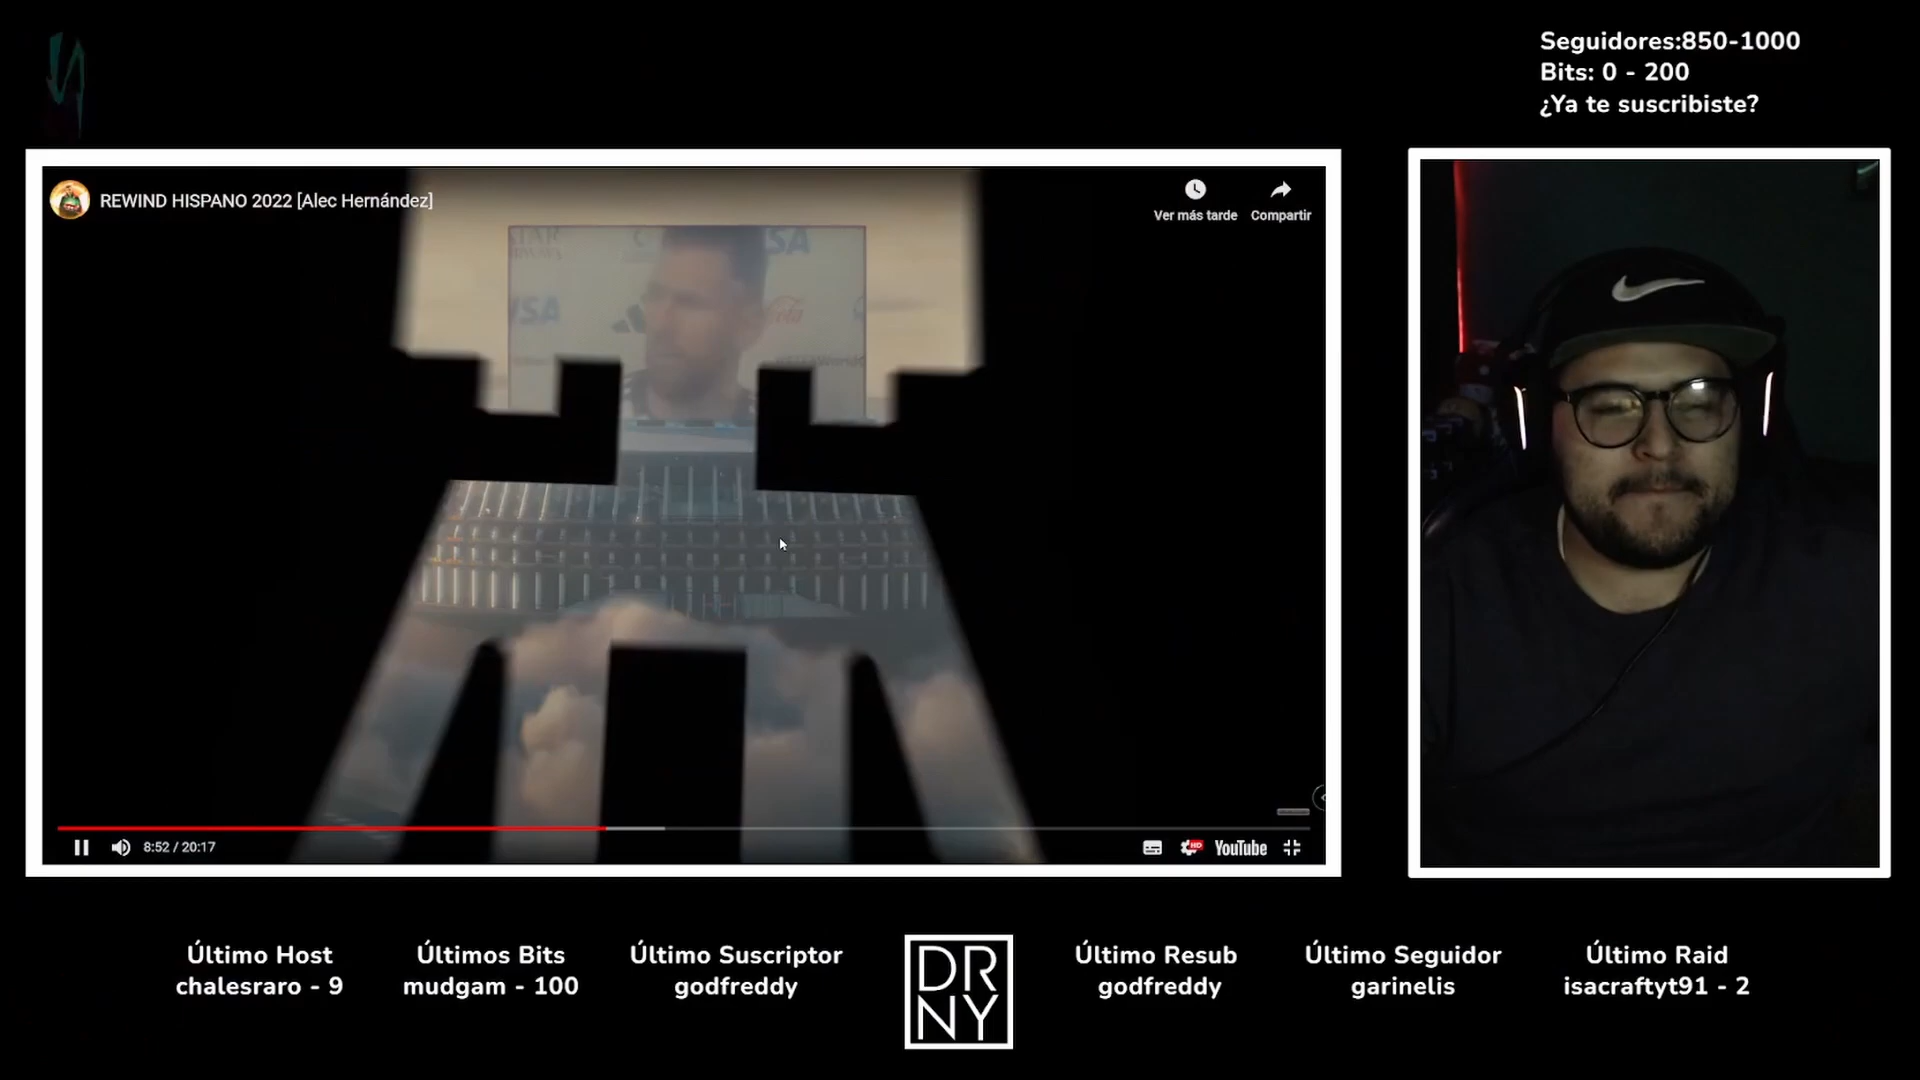 Seguidores:850-1000
Bits: 0 - 200
¿Ya te suscribiste?
REWIND HISPANO 2022 [Alec Hernández]
Ver más tarde
Compartir
VSA
8:52 / 20:17
HD
YouTube
Último Host
chalesraro - 9
Últimos Bits
mudgam - 100
Último Suscriptor
godfreddy
DR
NY
Último Resub
godfreddy
Último Seguidor
garinelis
Último Raid
isacraftyt91 - 2